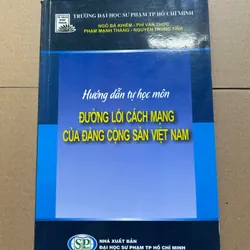 TRƯỜNG ĐẠI HỌC SƯ PHẠM TP HỒ CHÍ MINH
NGÔ BÁ KHIÊM - PHÍ VĂN THỨC
PHẠM MẠNH THẮNG - NGUYỄN TRUNG TÍNH
Hướng dẫn tự học môn
ĐƯỜNG LỐI CÁCH MẠNG
CỦA ĐẢNG CỘNG SẢN VIỆT NAM
NHÀ XUẤT BẢN
ĐẠI HỌC SƯ PHẠM TP HỒ CHÍ MINH